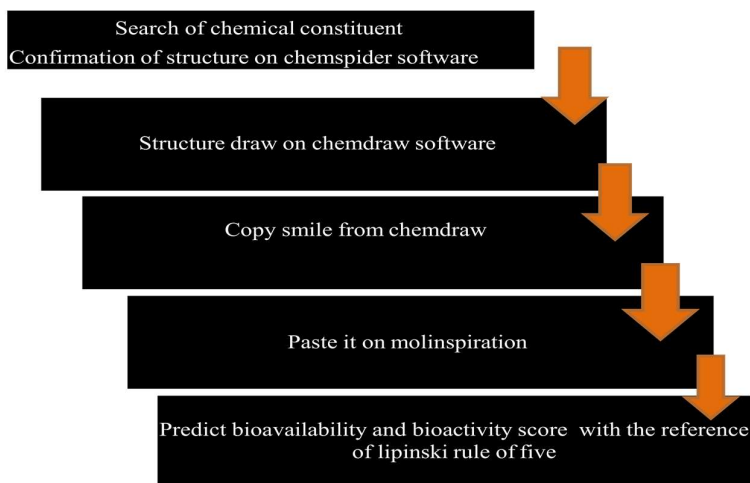 Search of chemical constituent
Confirmation of structure on chemspider software
Structure draw on chemdraw software
Copy smile from chemdraw
Paste it on molinspiration
Predict bioavailability and bioactivity score with the reference
of lipinski rule of five